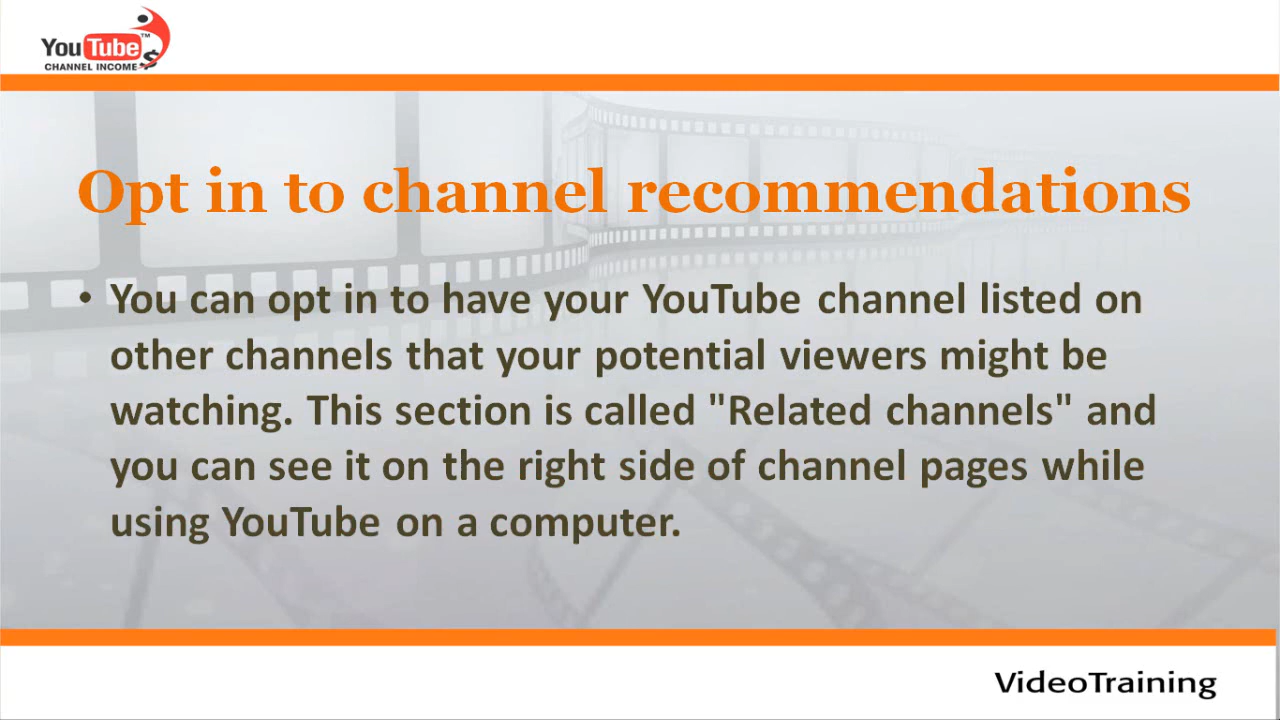 YouTube™
CHANNEL INCOME
Opt in to channel recommendations
• You can opt in to have your YouTube channel listed on
other channels that your potential viewers might be
watching. This section is called "Related channels" and
you can see it on the right side of channel pages while
using YouTube on a computer.
VideoTraining